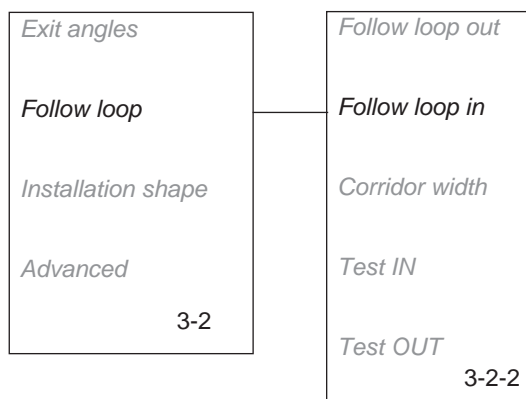 Exit angles
Follow loop
Installation shape
Advanced
3-2
Follow loop out
Follow loop in
Corridor width
Test IN
Test OUT
3-2-2